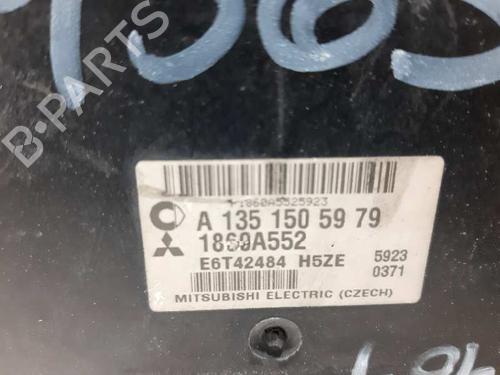 B-PARTS
*1860A5525923
A 135 150 59 79
1860A552
E6T42484 H5ZE
5923
0371
MITSUBISHI ELECTRIC (CZECH)